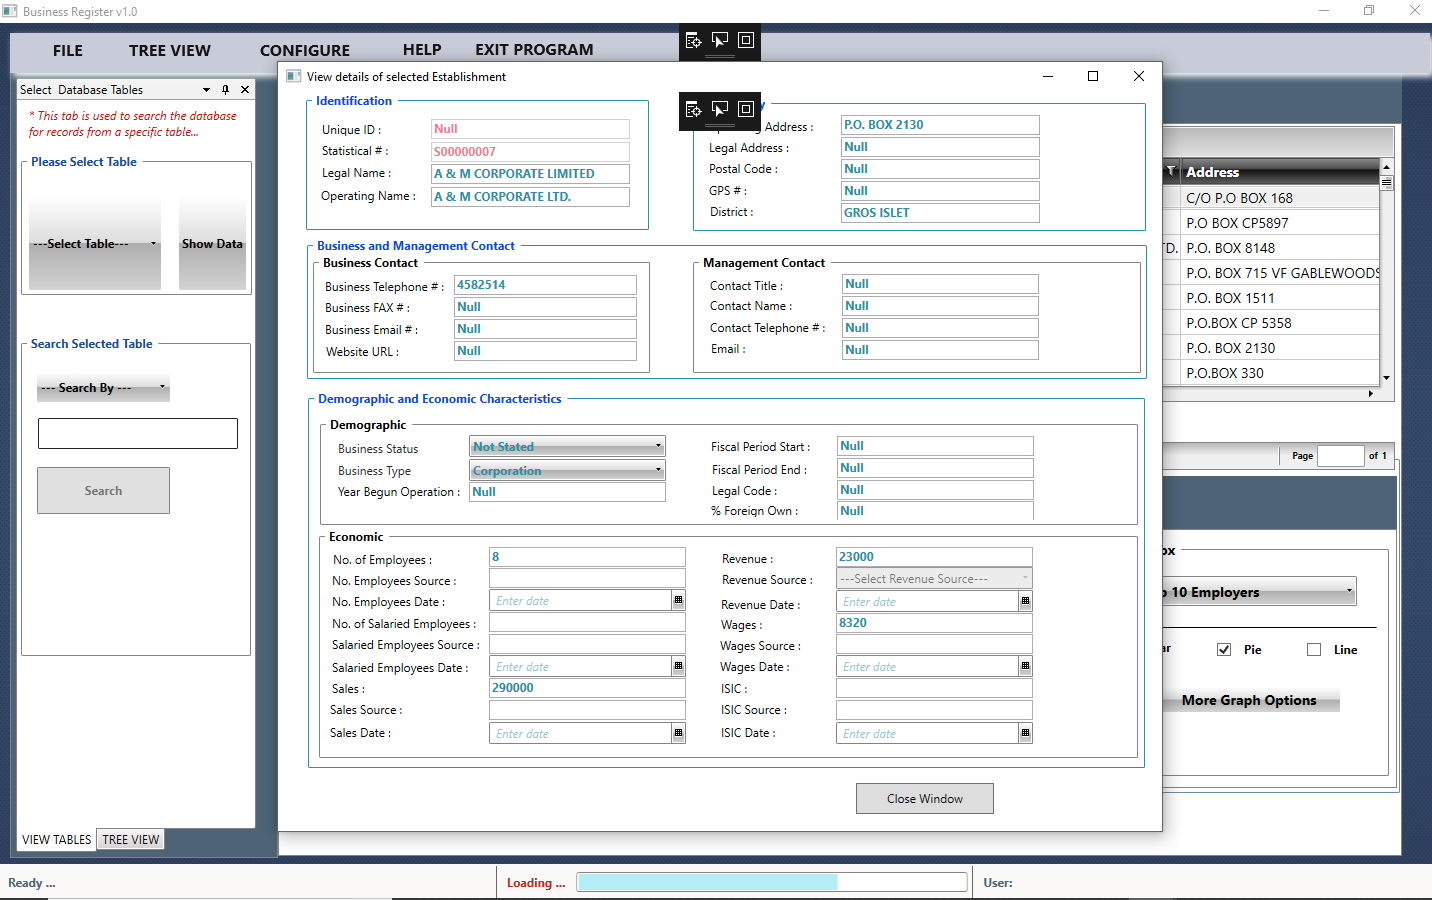 Business Register v1.0
FILE TREE VIEW CONFIGURE HELP EXIT PROGRAM
Select Database Tables
* This tab is used to search the database
for records from a specific table...
Please Select Table
---Select Table---
Show Data
Search Selected Table
--- Search By ---
Search
VIEW TABLES TREE VIEW
View details of selected Establishment
Identification
Unique ID : Null
Statistical # : S00000007
Legal Name : A & M CORPORATE LIMITED
Operating Name : A & M CORPORATE LTD.
Address : P.O. BOX 2130
Legal Address : Null
Postal Code : Null
GPS # : Null
District : GROS ISLET
Business and Management Contact
Business Contact
Business Telephone # : 4582514
Business FAX # : Null
Business Email # : Null
Website URL : Null
Management Contact
Contact Title : Null
Contact Name : Null
Contact Telephone # : Null
Email : Null
Demographic and Economic Characteristics
Demographic
Business Status Not Stated
Business Type Corporation
Year Begun Operation : Null
Fiscal Period Start : Null
Fiscal Period End : Null
Legal Code : Null
% Foreign Own : Null
Economic
No. of Employees : 8
No. Employees Source :
No. Employees Date : Enter date
No. of Salaried Employees :
Salaried Employees Source :
Salaried Employees Date : Enter date
Sales : 290000
Sales Source :
Sales Date : Enter date
Revenue : 23000
Revenue Source : ---Select Revenue Source---
Revenue Date : Enter date
Wages : 8320
Wages Source :
Wages Date : Enter date
ISIC :
ISIC Source :
ISIC Date : Enter date
Close Window
Address
C/O P.O BOX 168
P.O BOX CP5897
TD. P.O. BOX 8148
P.O. BOX 715 VF GABLEWOODS
P.O. BOX 1511
P.O.BOX CP 5358
P.O. BOX 2130
P.O.BOX 330
Page of 1
10 Employers
Pie Line
More Graph Options
Ready ... Loading ... User: